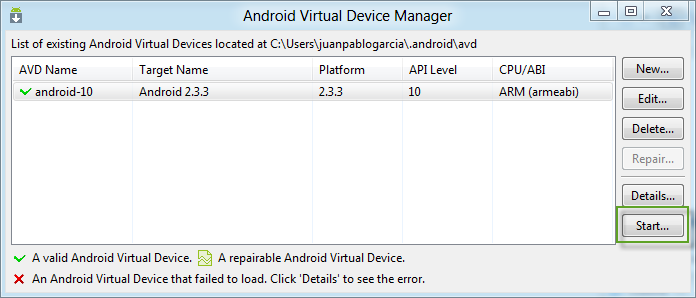 Android Virtual Device Manager
List of existing Android Virtual Devices located at C:\Users\juanpablogarcia\.android\avd
AVD Name Target Name Platform API Level CPU/ABI
android-10 Android 2.3.3 2.3.3 10 ARM (armeabi)
New...
Edit...
Delete...
Repair...
Details...
Start...
A valid Android Virtual Device. A repairable Android Virtual Device.
An Android Virtual Device that failed to load. Click 'Details' to see the error.